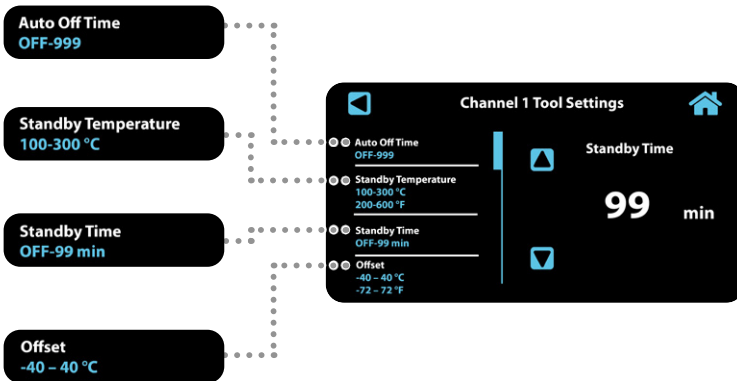 Auto Off Time
OFF-999
Standby Temperature
100-300 °C
Standby Time
OFF-99 min
Offset
-40 – 40 °C
Channel 1 Tool Settings
Auto Off Time
OFF-999
Standby Temperature
100-300 °C
200-600 °F
Standby Time
OFF-99 min
Offset
-40 – 40 °C
-72 – 72 °F
Standby Time
99 min